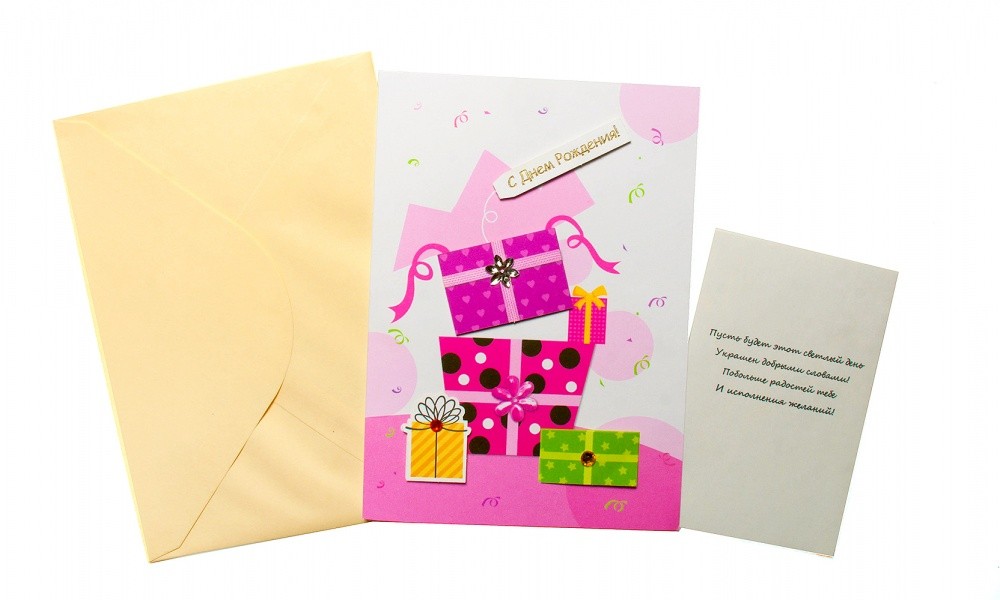 С Днем Рождения!
Пусть будет этот светлый день
Украшен добрыми словами!
Побольше радостей тебе
И исполнения желаний!